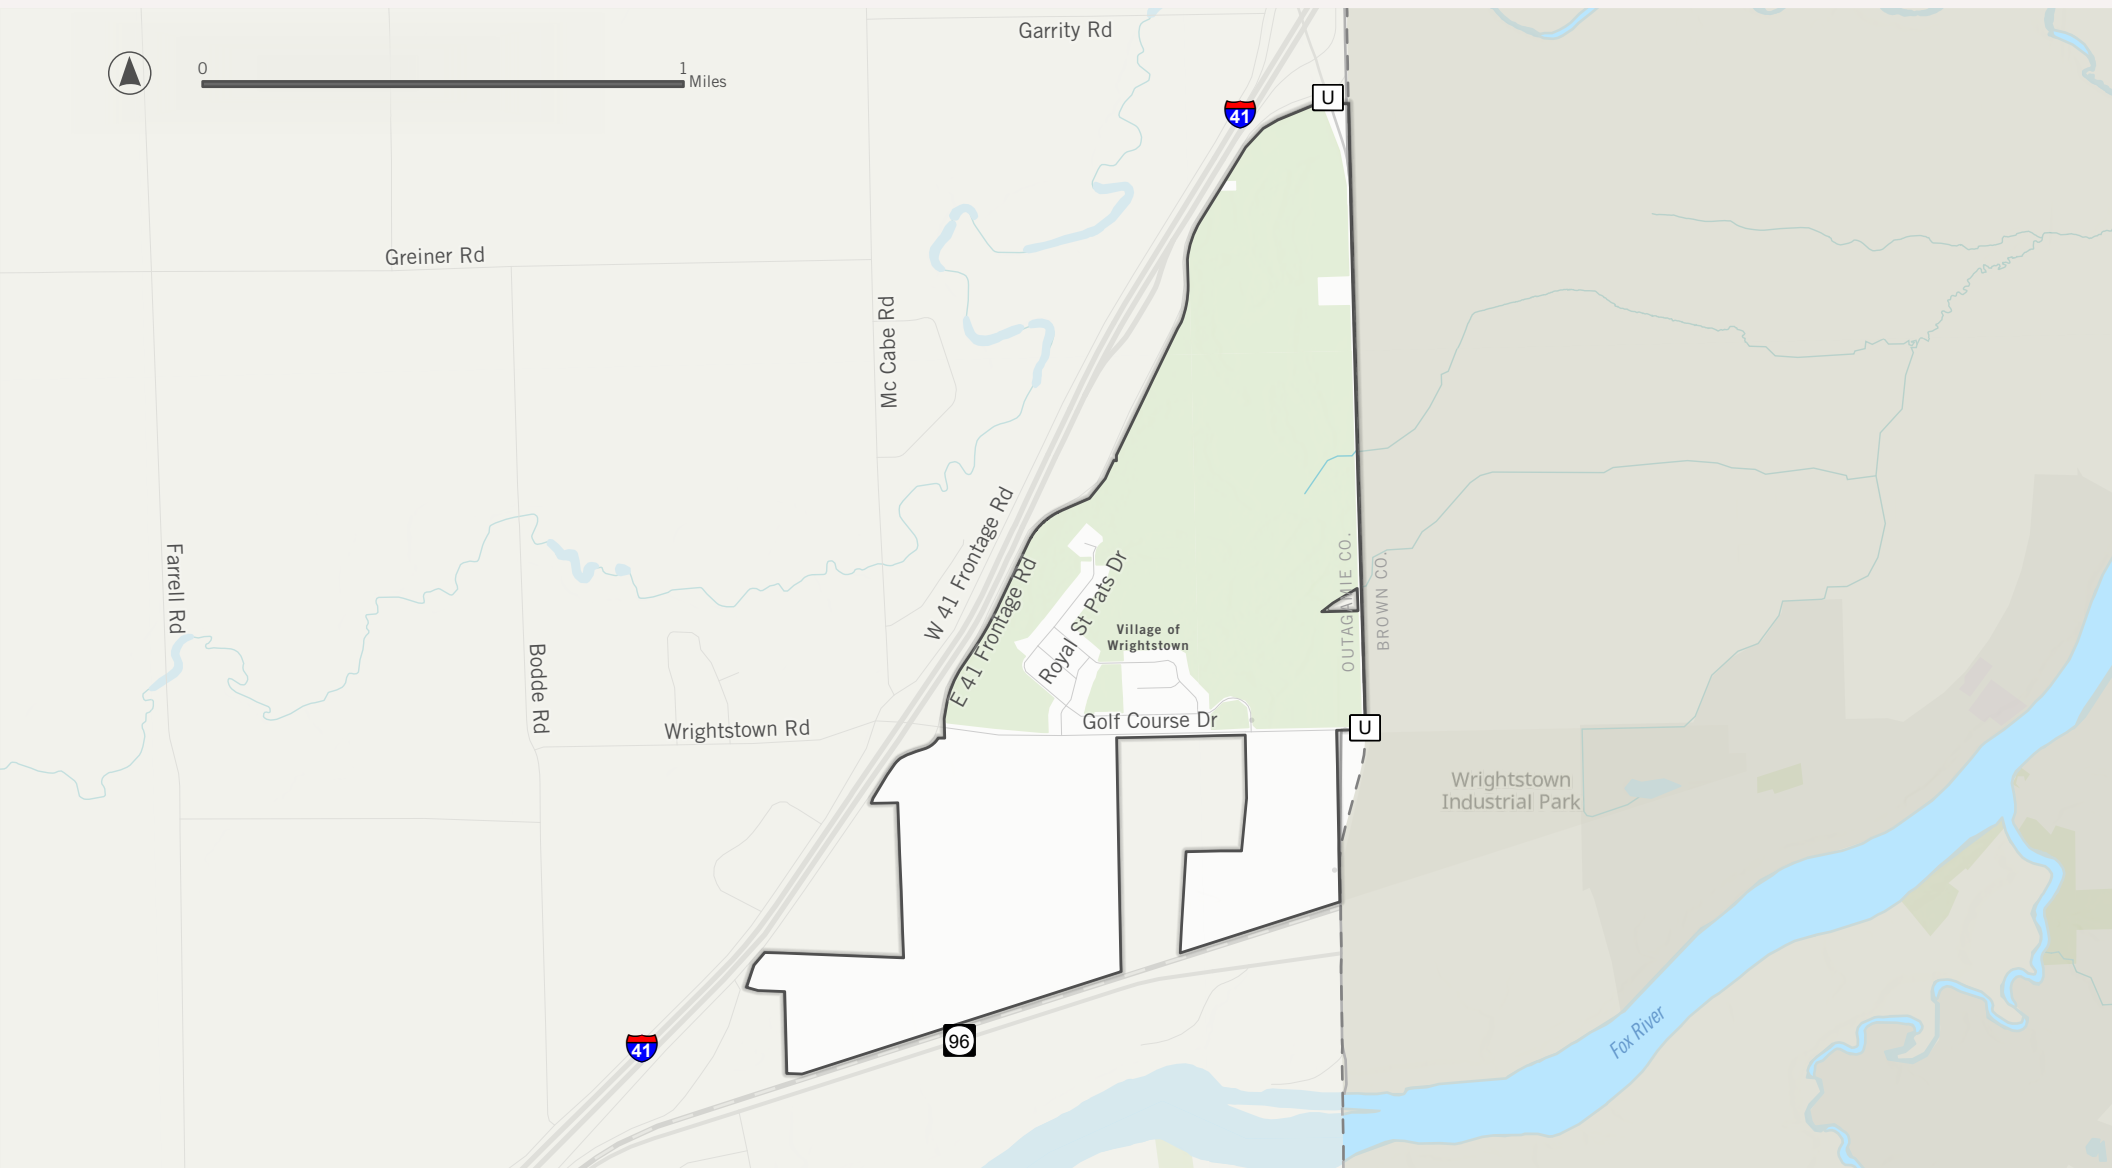 Garrity Rd
0
1
Miles
41
U
Greiner Rd
Mc Cabe Rd
W 41 Frontage Rd
E 41 Frontage Rd
Farrell Rd
Bodde Rd
Royal St Pats Dr
Village of
Wrightstown
OUTAGAMIE CO.
BROWN CO.
Wrightstown Rd
Golf Course Dr
U
Wrightstown
Industrial Park
41
96
Fox River